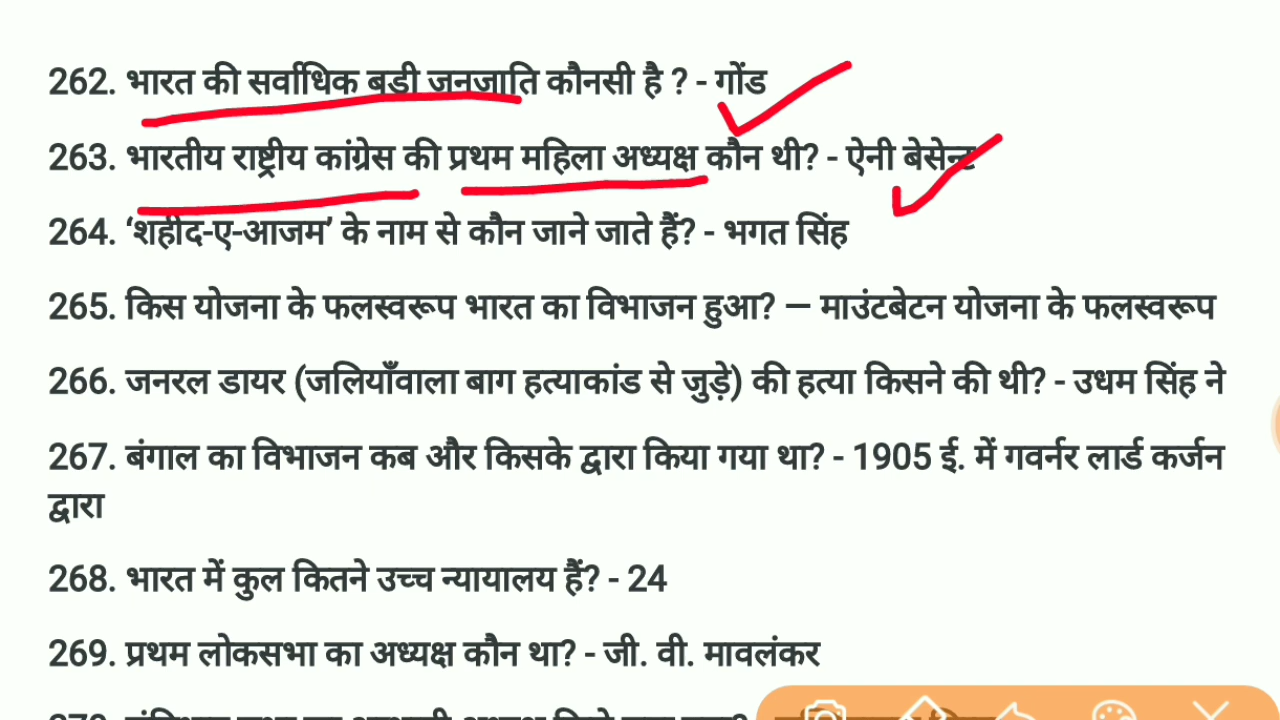 262. भारत की सर्वाधिक बडी जनजाति कौनसी है ? - गोंड
263. भारतीय राष्ट्रीय कांग्रेस की प्रथम महिला अध्यक्ष कौन थी? - ऐनी बेसेन्ट
264. ‘शहीद-ए-आजम’ के नाम से कौन जाने जाते हैं? - भगत सिंह
265. किस योजना के फलस्वरूप भारत का विभाजन हुआ? — माउंटबेटन योजना के फलस्वरूप
266. जनरल डायर (जलियाँवाला बाग हत्याकांड से जुड़े) की हत्या किसने की थी? - उधम सिंह ने
267. बंगाल का विभाजन कब और किसके द्वारा किया गया था? - 1905 ई. में गवर्नर लार्ड कर्जन
द्वारा
268. भारत में कुल कितने उच्च न्यायालय हैं? - 24
269. प्रथम लोकसभा का अध्यक्ष कौन था? - जी. वी. मावलंकर